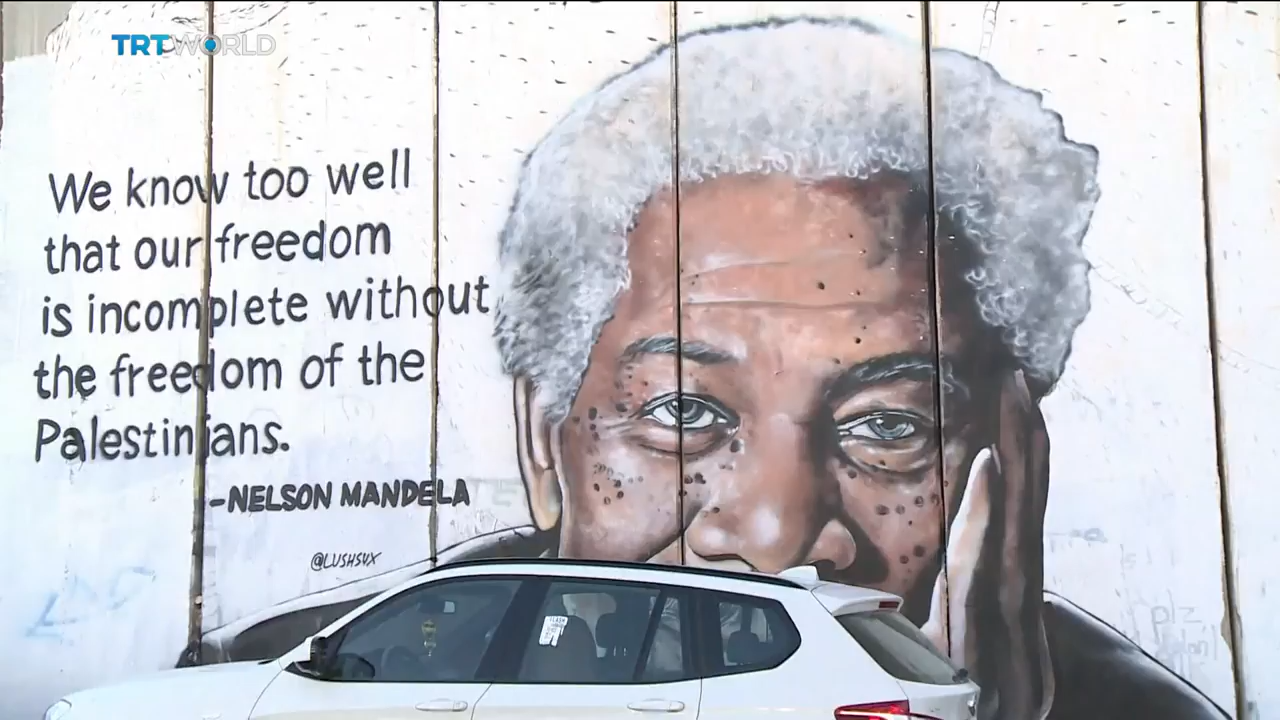 TRT WORLD
We know too well
that our freedom
is incomplete without
the freedom of the
Palestinians.
-NELSON MANDELA
@LUSHSUX
plz